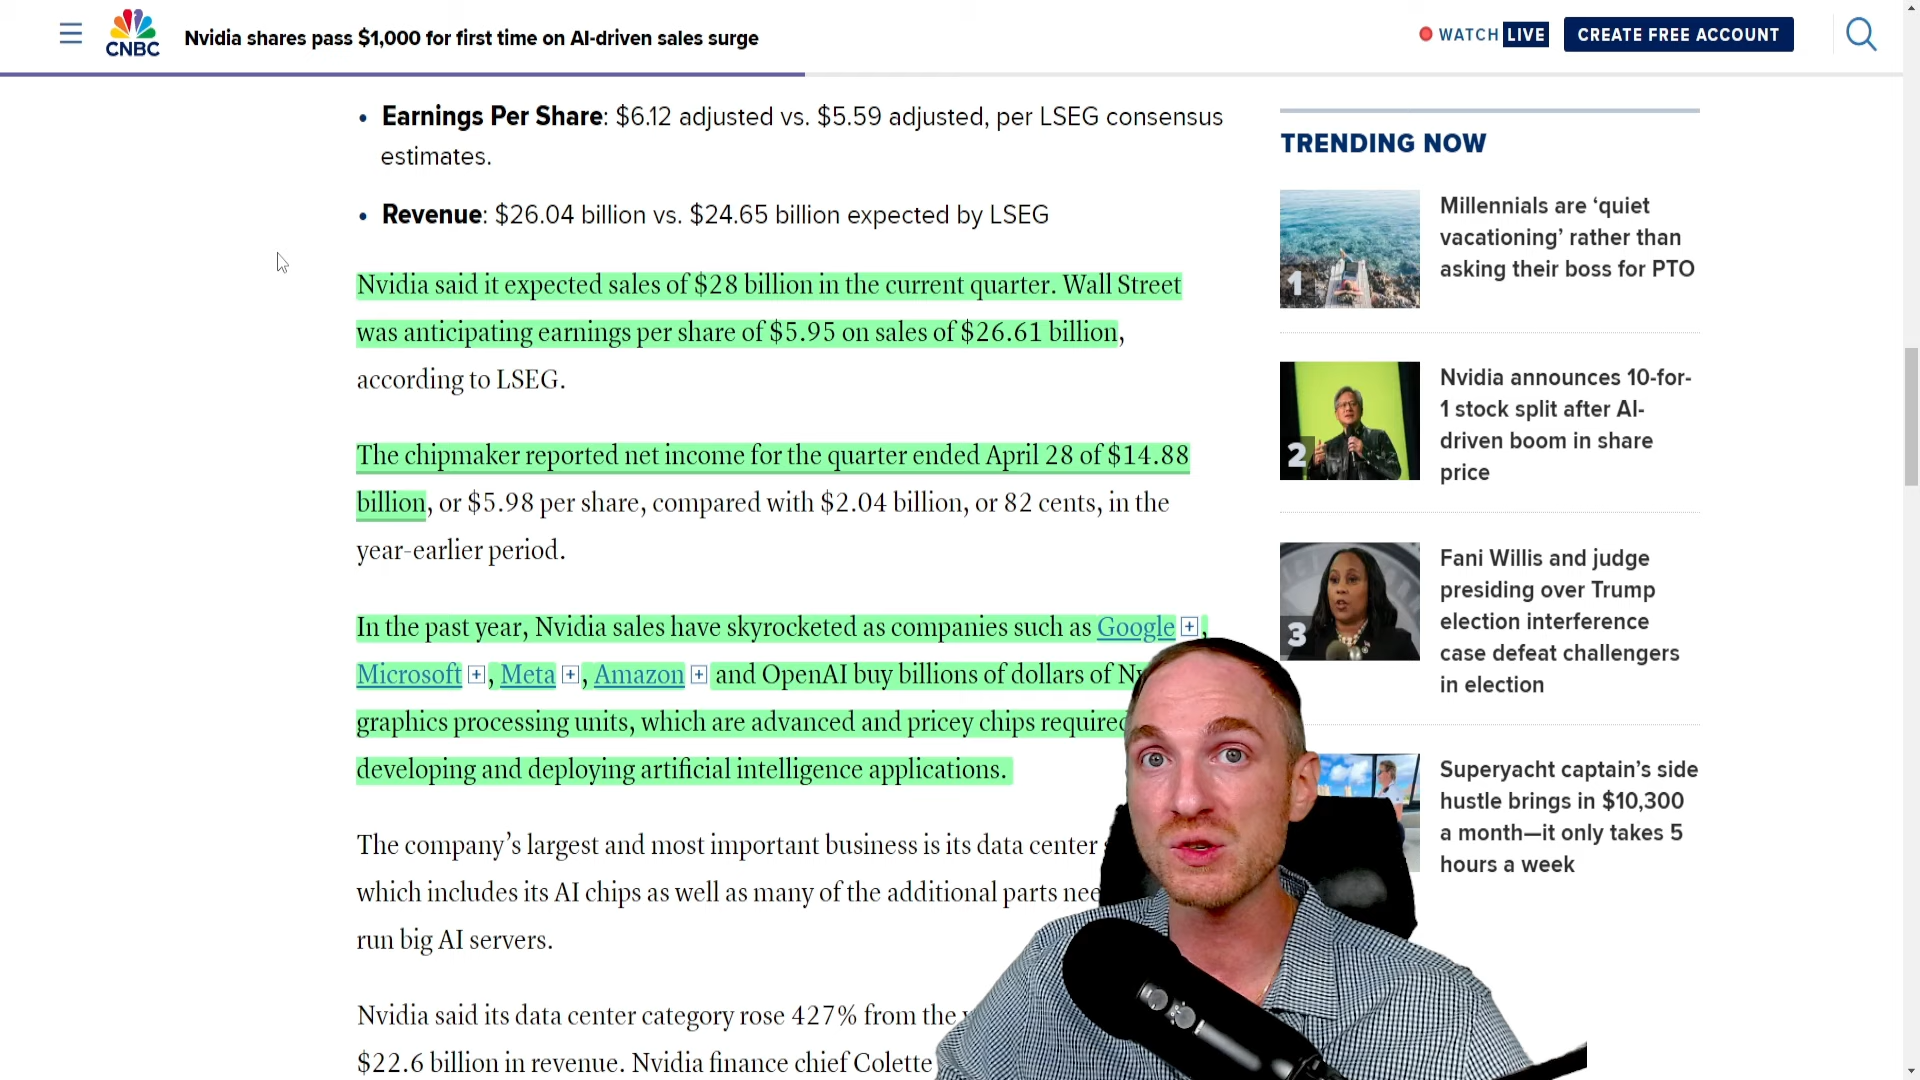 CNBC
Nvidia shares pass $1,000 for first time on AI-driven sales surge
WATCH LIVE
CREATE FREE ACCOUNT
• Earnings Per Share: $6.12 adjusted vs. $5.59 adjusted, per LSEG consensus
estimates.
• Revenue: $26.04 billion vs. $24.65 billion expected by LSEG
Nvidia said it expected sales of $28 billion in the current quarter. Wall Street
was anticipating earnings per share of $5.95 on sales of $26.61 billion,
according to LSEG.
The chipmaker reported net income for the quarter ended April 28 of $14.88
billion, or $5.98 per share, compared with $2.04 billion, or 82 cents, in the
year-earlier period.
In the past year, Nvidia sales have skyrocketed as companies such as Google,
Microsoft, Meta, Amazon and OpenAI buy billions of dollars of
graphics processing units, which are advanced and pricey chips required
developing and deploying artificial intelligence applications.
The company’s largest and most important business is its data center
which includes its AI chips as well as many of the additional parts
run big AI servers.
Nvidia said its data center category rose 427% from the
$22.6 billion in revenue. Nvidia finance chief Colette
TRENDING NOW
1
Millennials are ‘quiet
vacationing’ rather than
asking their boss for PTO
2
Nvidia announces 10-for-
1 stock split after AI-
driven boom in share
price
3
Fani Willis and judge
presiding over Trump
election interference
case defeat challengers
in election
Superyacht captain’s side
hustle brings in $10,300
a month—it only takes 5
hours a week